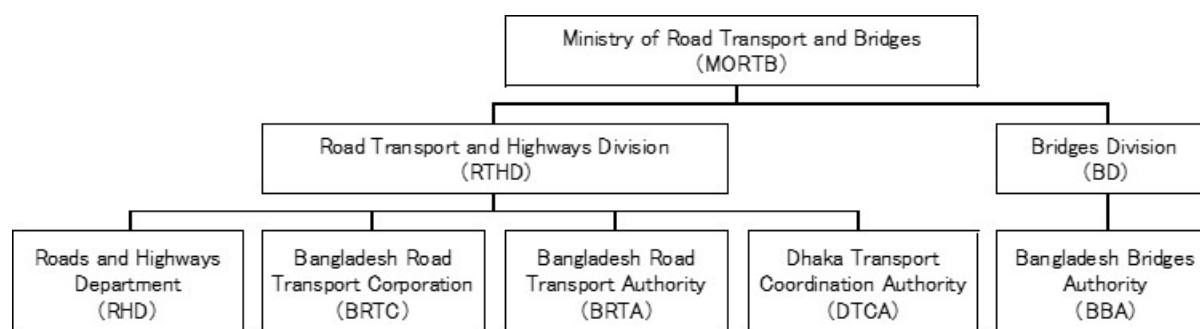 Ministry of Road Transport and Bridges
(MORTB)
Road Transport and Highways Division
(RTHD)
Bridges Division
(BD)
Roads and Highways
Department
(RHD)
Bangladesh Road
Transport Corporation
(BRTC)
Bangladesh Road
Transport Authority
(BRTA)
Dhaka Transport
Coordination Authority
(DTCA)
Bangladesh Bridges
Authority
(BBA)